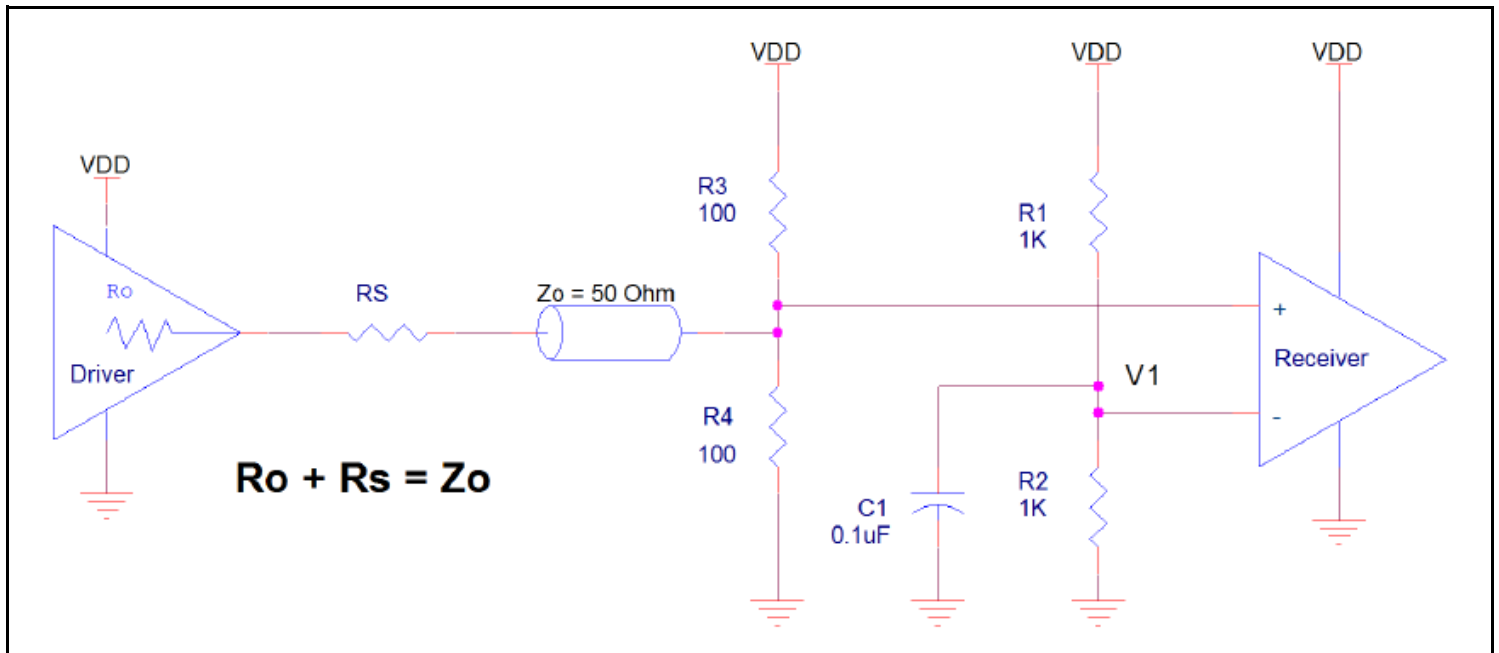 VDD
VDD
VDD
VDD
Ro
Driver
RS
Zo = 50 Ohm
R3
100
R4
100
R1
1K
V1
R2
1K
C1
0.1uF
+
-
Receiver
Ro + Rs = Zo